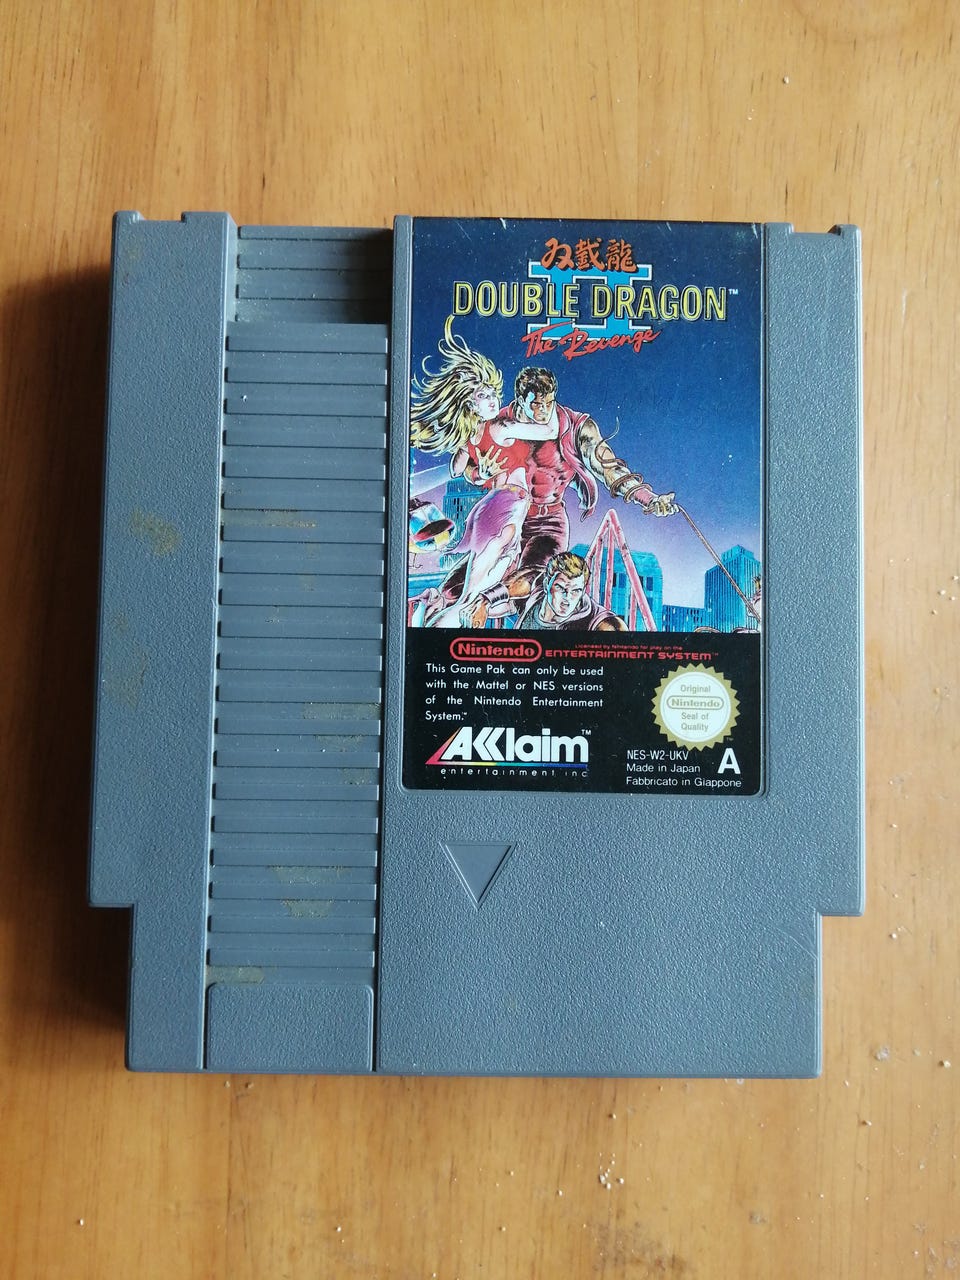 双截龍
II
DOUBLE DRAGON™
The Revenge
Nintendo
Licensed by Nintendo for play on the
ENTERTAINMENT SYSTEM™
This Game Pak can only be used
with the Mattel or NES versions
of the Nintendo Entertainment
System.™
AKKlaim™
entertainment inc
Original
Nintendo
Seal of
Quality
TM
NES-W2-UKV
A
Made in Japan
Fabbricato in Giappone